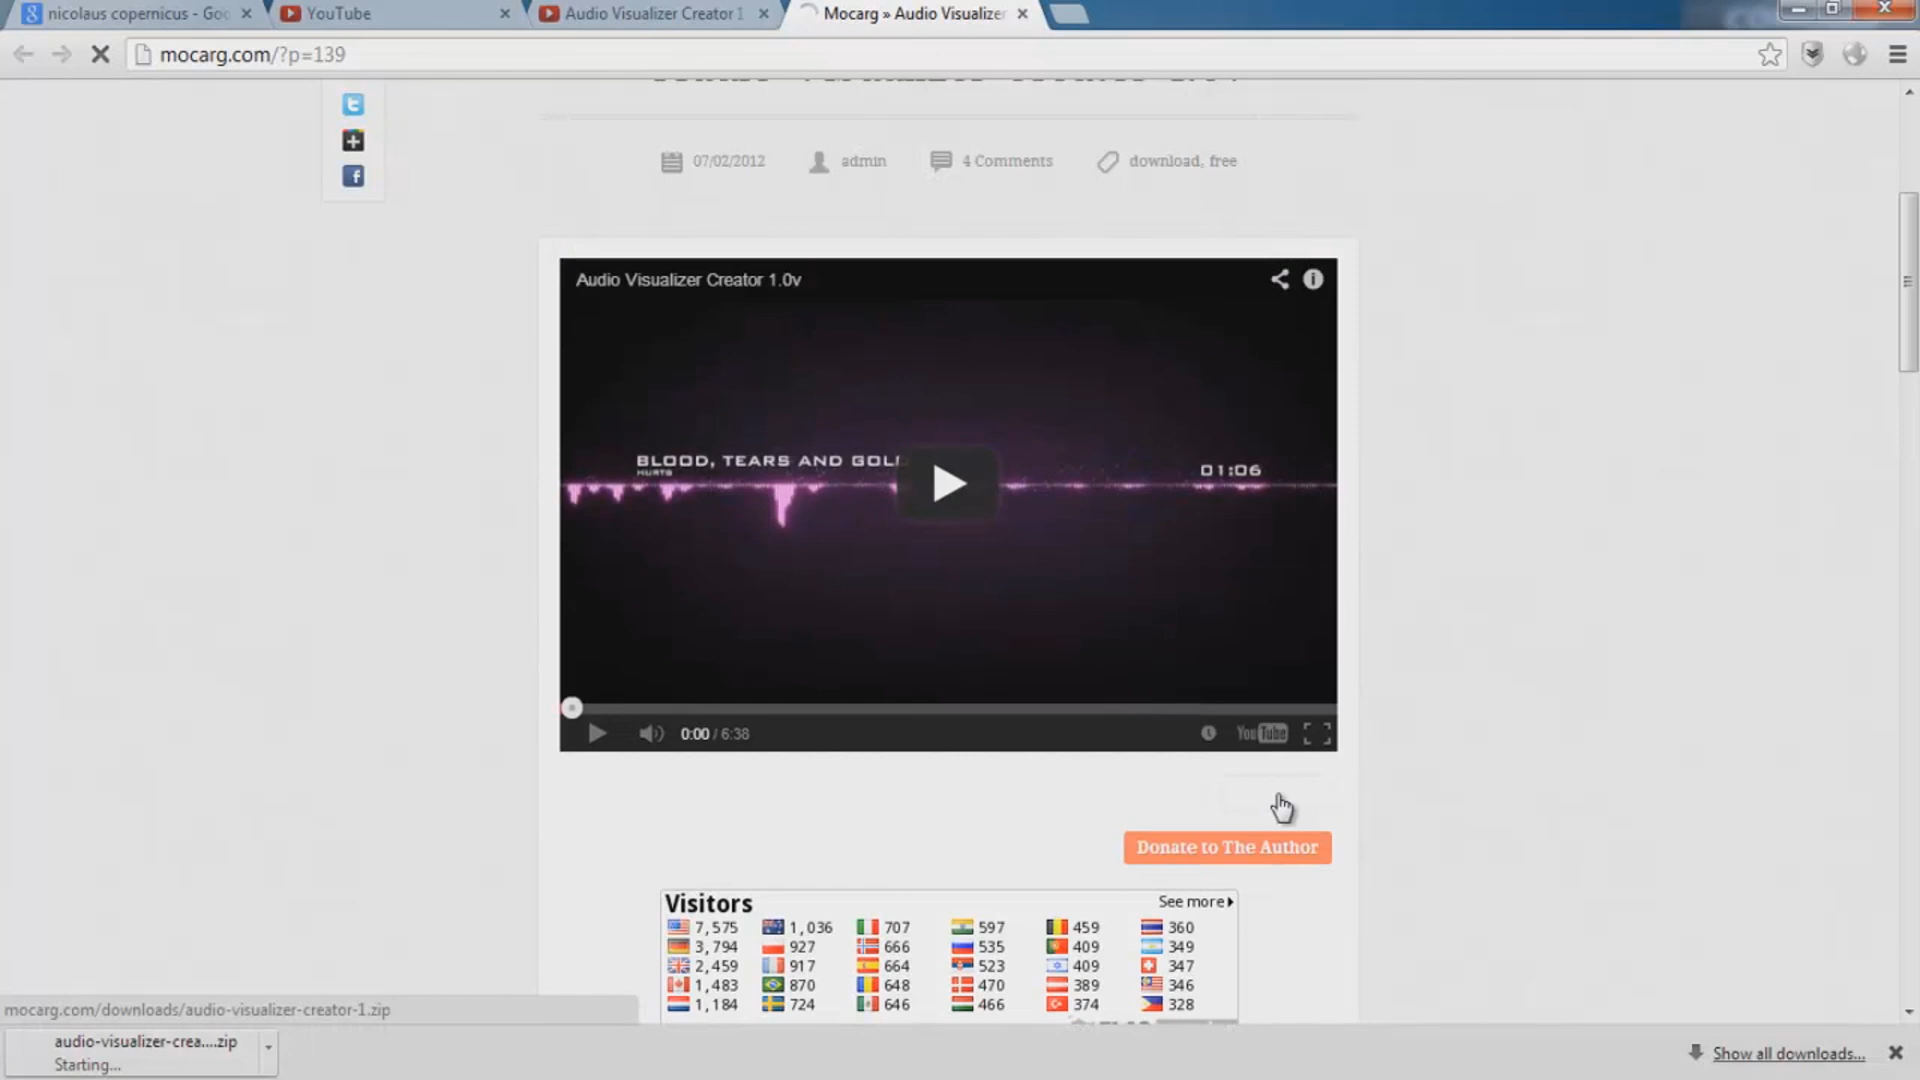 nicolaus copernicus - Goo
YouTube
Audio Visualizer Creator 1
Mocarg » Audio Visualizer
mocarg.com/?p=139
07/02/2012
admin
4 Comments
download, free
Audio Visualizer Creator 1.0v
BLOOD, TEARS AND GOLD
HURTS
01:06
0:00 / 6:38
YouTube
Donate to The Author
Visitors
See more
7,575 1,036 707 597 459 360
3,794 927 666 535 409 349
2,459 917 664 523 409 347
1,483 870 648 470 389 346
1,184 724 646 466 374 328
mocarg.com/downloads/audio-visualizer-creator-1.zip
audio-visualizer-crea....zip
Starting...
Show all downloads...